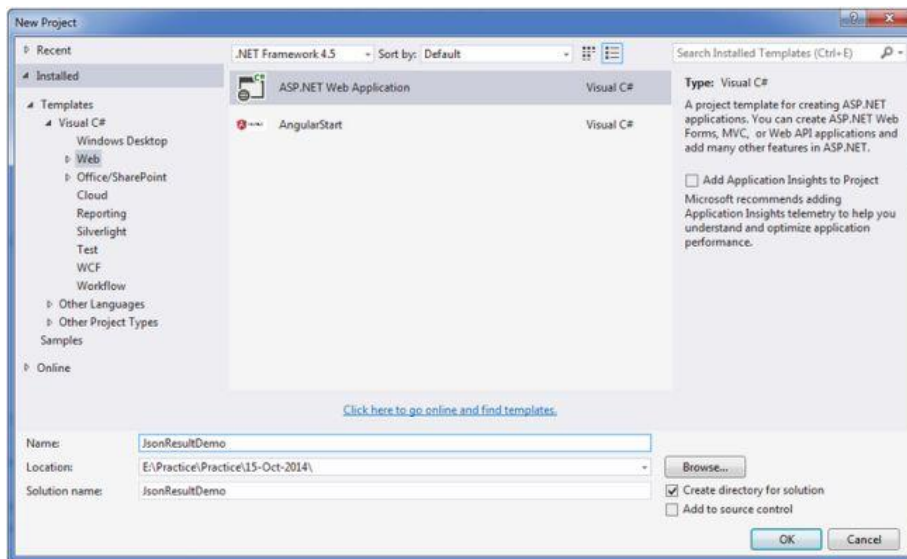 New Project
Recent
.NET Framework 4.5
Sort by: Default
Search Installed Templates (Ctrl+E)
Installed
Templates
Visual C#
Windows Desktop
Web
Office/SharePoint
Cloud
Reporting
Silverlight
Test
WCF
Workflow
Other Languages
Other Project Types
Samples
Online
ASP.NET Web Application Visual C#
AngularStart Visual C#
Type: Visual C#
A project template for creating ASP.NET
applications. You can create ASP.NET Web
Forms, MVC, or Web API applications and
add many other features in ASP.NET.
Add Application Insights to Project
Microsoft recommends adding
Application Insights telemetry to help you
understand and optimize application
performance.
Click here to go online and find templates.
Name: JsonResultDemo
Location: E:\Practice\Practice\15-Oct-2014\
Browse...
Solution name: JsonResultDemo
Create directory for solution
Add to source control
OK Cancel